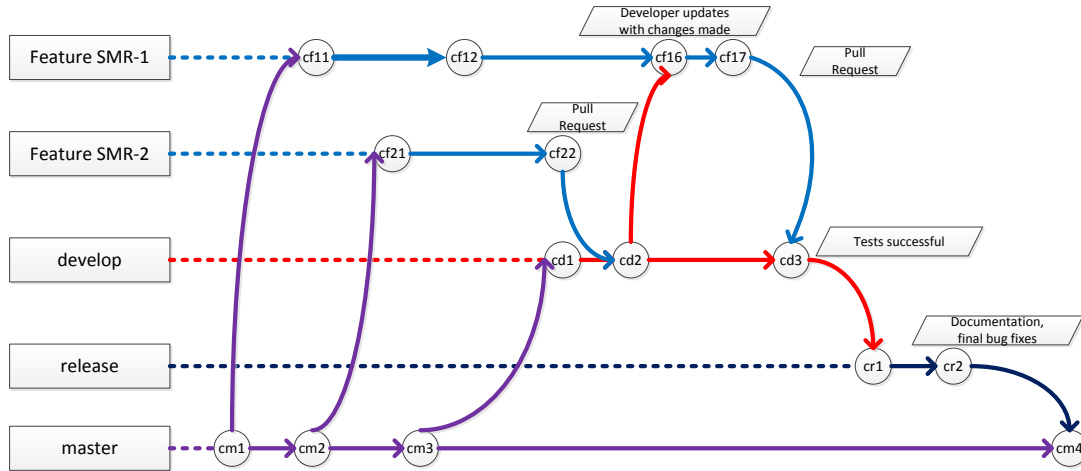 Developer updates
with changes made
Feature SMR-1
cf11
cf12
cf16
cf17
Pull
Request
Pull
Request
Feature SMR-2
cf21
cf22
develop
cd1
cd2
cd3
Tests successful
Documentation,
final bug fixes
release
cr1
cr2
master
cm1
cm2
cm3
cm4